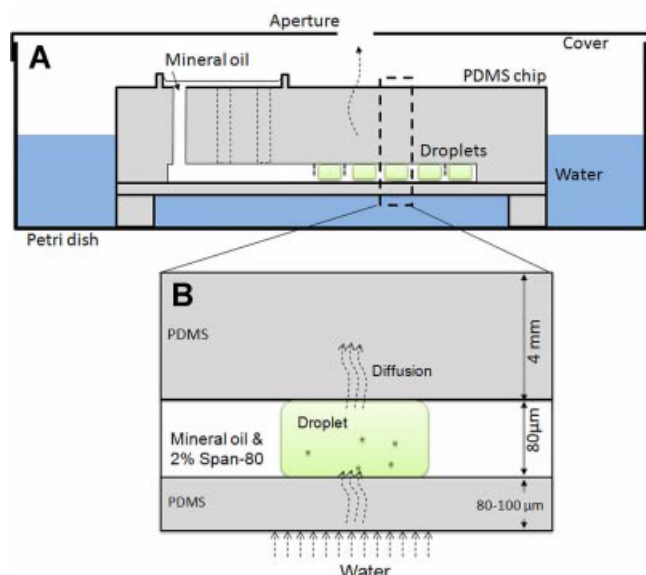 Aperture
Cover
A
Mineral oil
PDMS chip
Droplets
Water
Petri dish
B
PDMS
4 mm
Diffusion
Droplet
Mineral oil &
2% Span-80
80µm
PDMS
80-100 µm
Water